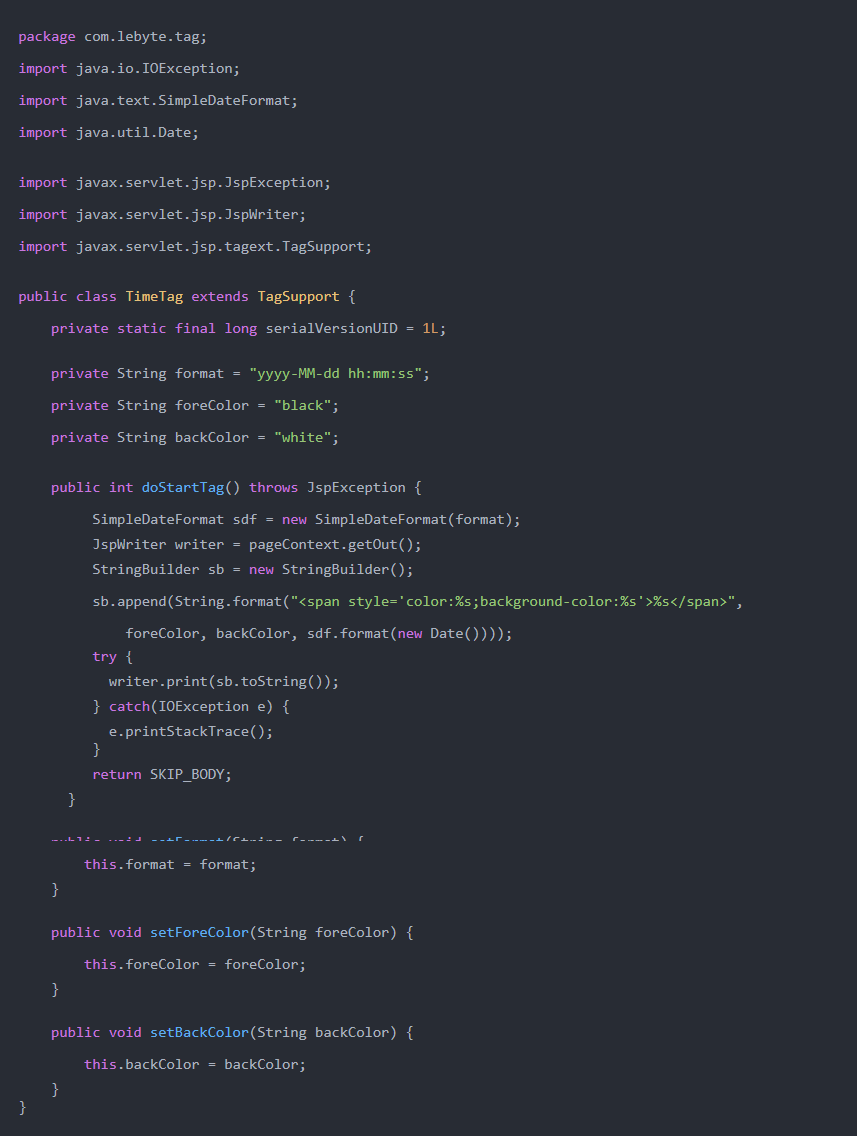 package com.lebyte.tag;
import java.io.IOException;
import java.text.SimpleDateFormat;
import java.util.Date;
import javax.servlet.jsp.JspException;
import javax.servlet.jsp.JspWriter;
import javax.servlet.jsp.tagext.TagSupport;
public class TimeTag extends TagSupport {
    private static final long serialVersionUID = 1L;
    private String format = "yyyy-MM-dd hh:mm:ss";
    private String foreColor = "black";
    private String backColor = "white";
    public int doStartTag() throws JspException {
         SimpleDateFormat sdf = new SimpleDateFormat(format);
         JspWriter writer = pageContext.getOut();
         StringBuilder sb = new StringBuilder();
         sb.append(String.format("<span style='color:%s;background-color:%s'>%s</span>",
             foreColor, backColor, sdf.format(new Date())));
         try {
           writer.print(sb.toString());
         } catch(IOException e) {
           e.printStackTrace();
         }
         return SKIP_BODY;
      }
    public void setFormat(String format) {
        this.format = format;
    }
    public void setForeColor(String foreColor) {
        this.foreColor = foreColor;
    }
    public void setBackColor(String backColor) {
        this.backColor = backColor;
    }
}